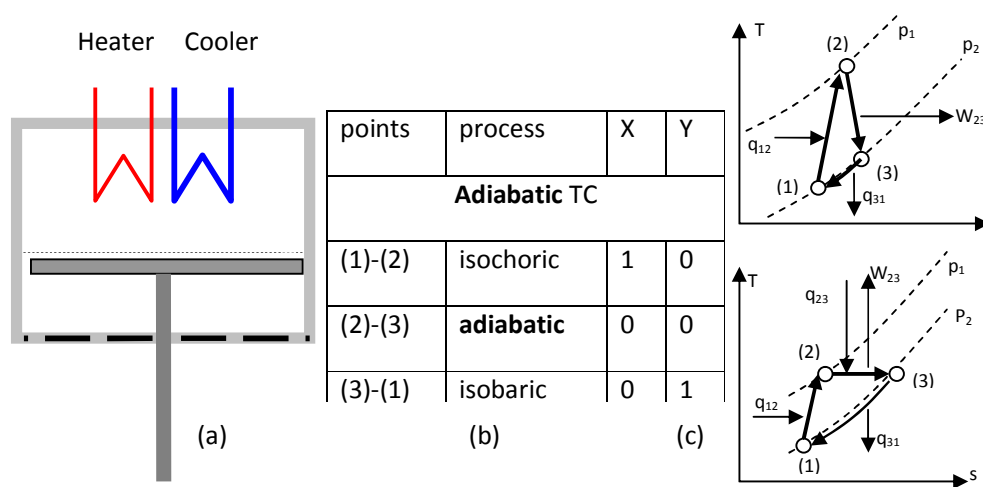 Heater Cooler
points process X Y
Adiabatic TC
(1)-(2) isochoric 1 0
(2)-(3) adiabatic 0 0
(3)-(1) isobaric 0 1
(a) (b) (c)
T
(2)
p₁
p₂
W₂₃
q₁₂
(3)
(1)
q₃₁
T
W₂₃
p₁
q₂₃
P₂
(2)
(3)
q₁₂
q₃₁
(1)
s